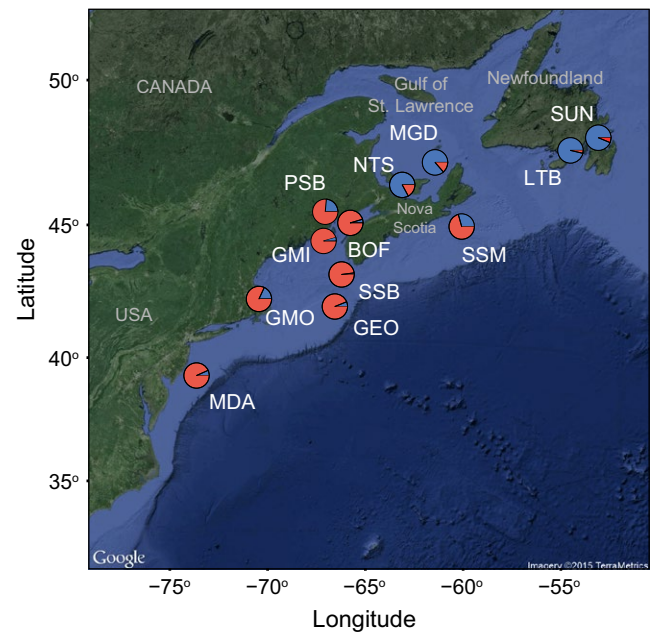 50°
45°
40°
35°
Latitude
CANADA
Gulf of
St. Lawrence
Newfoundland
SUN
MGD
NTS
LTB
PSB
Nova
Scotia
GMI
BOF
SSM
SSB
USA
GMO
GEO
MDA
Google
Imagery ©2015 TerraMetrics
−75°
−70°
−65°
−60°
−55°
Longitude